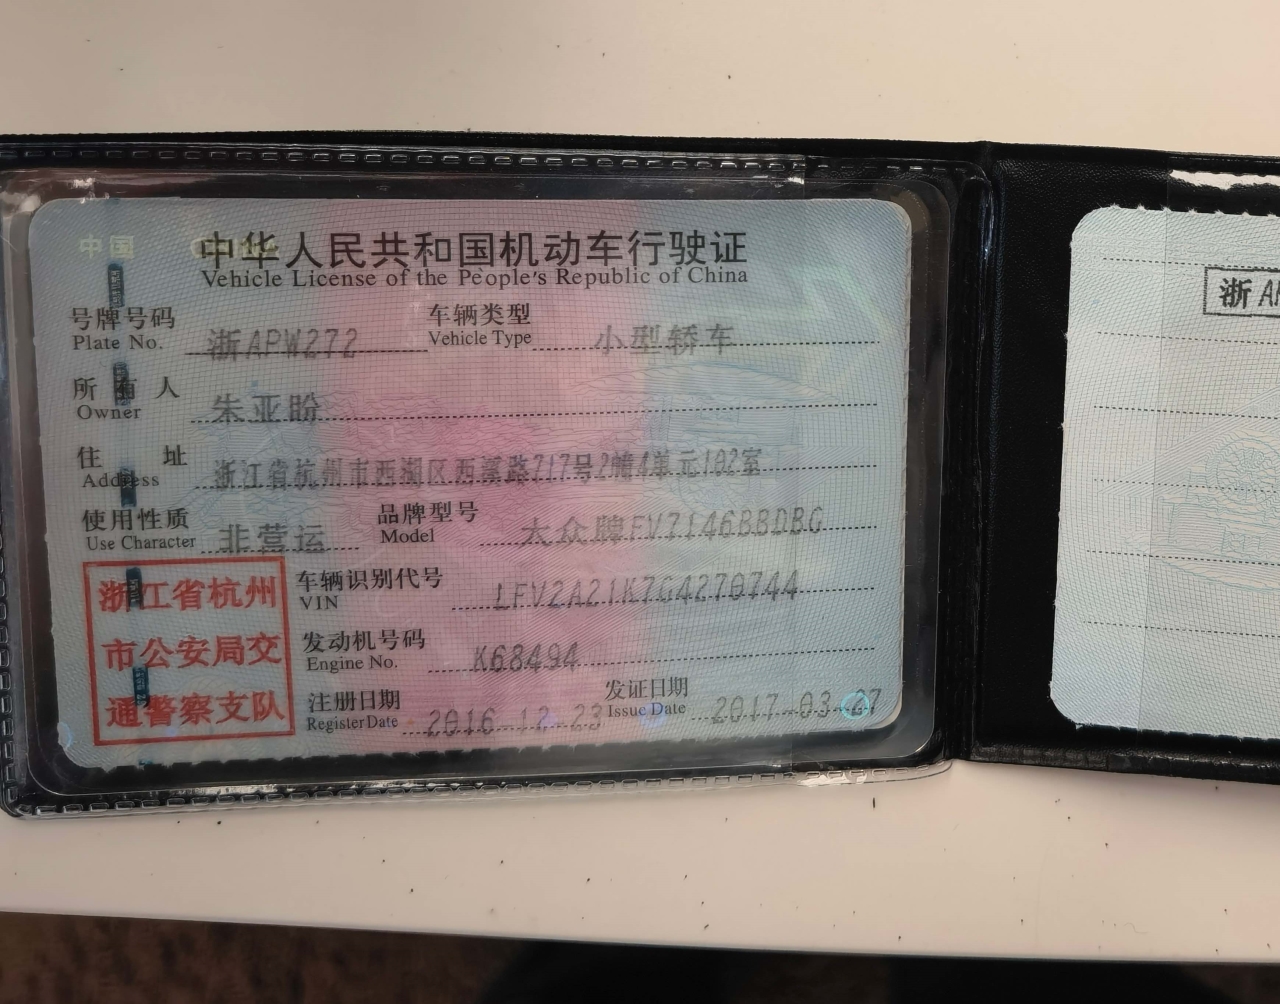 中国
中华人民共和国机动车行驶证
Vehicle License of the People's Republic of China
号牌号码 浙APW272 车辆类型 小型轿车
Plate No. Vehicle Type
所有人 朱亚盼
Owner
住址 浙江省杭州市西湖区西溪路717号2幢4单元102室
Address
使用性质 非营运 品牌型号 大众牌FV7146BBDBG
Use Character Model
浙江省杭州
市公安局交
通警察支队
车辆识别代号 LFV2A21K7G4270744
VIN
发动机号码 K68494
Engine No.
注册日期 2016-12-23 发证日期 2017-03-27
Register Date Issue Date
浙A